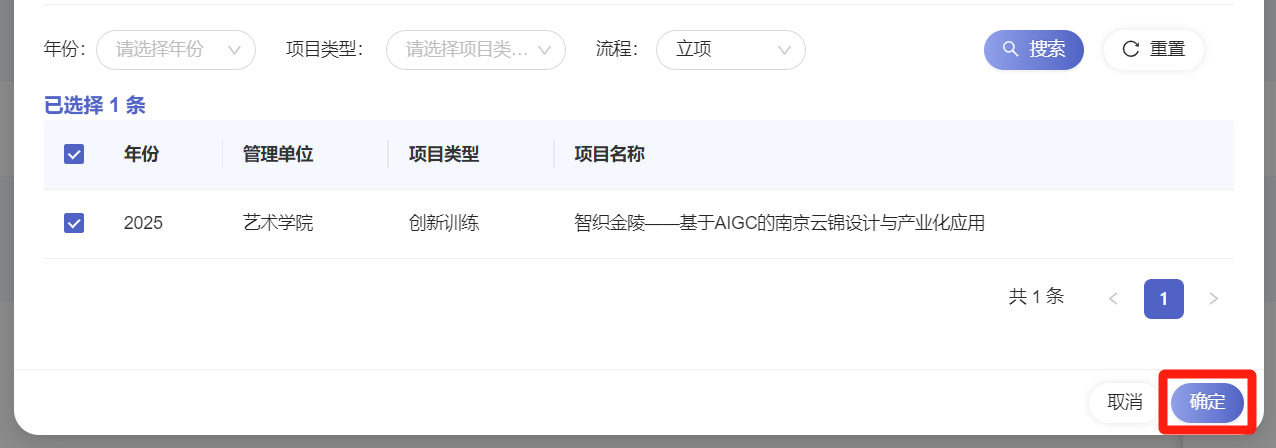 年份: 请选择年份 项目类型: 请选择项目类... 流程: 立项 搜索 重置
已选择 1 条
年份 管理单位 项目类型 项目名称
2025 艺术学院 创新训练 智织金陵——基于AIGC的南京云锦设计与产业化应用
共 1 条 < 1 >
取消 确定